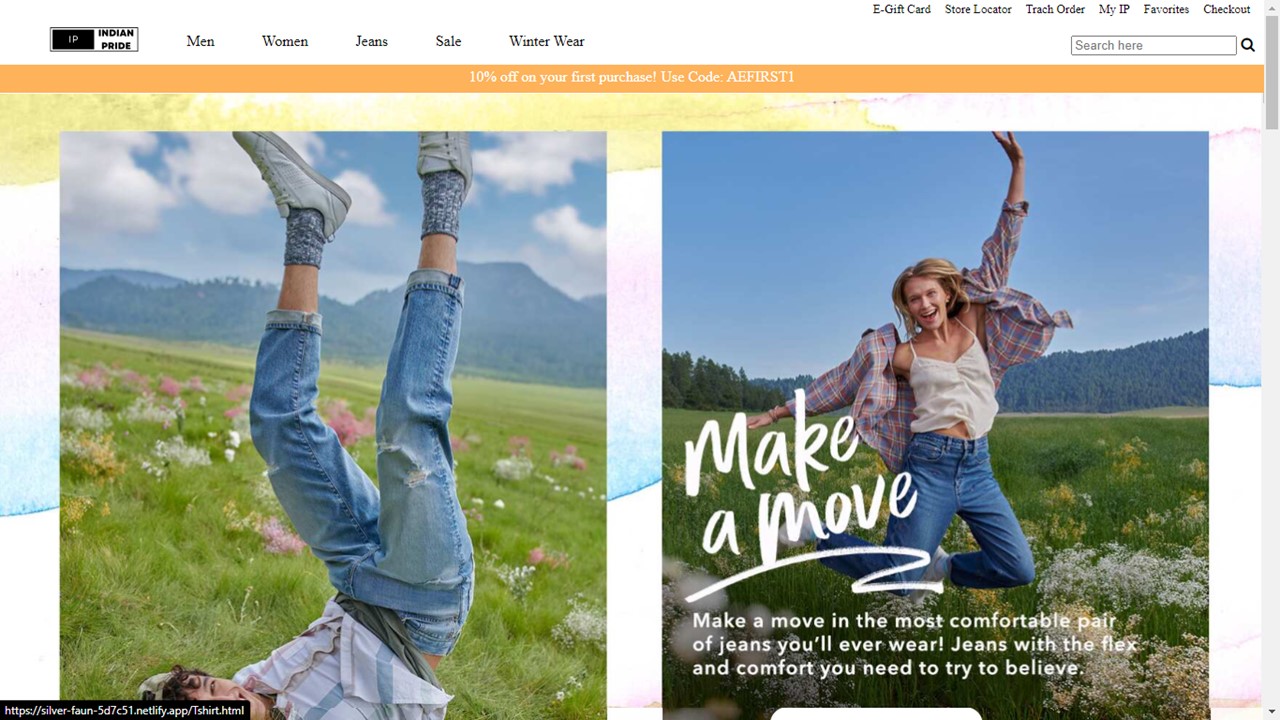 E-Gift Card Store Locator Trach Order My IP Favorites Checkout
IP INDIAN PRIDE
Men Women Jeans Sale Winter Wear
Search here
10% off on your first purchase! Use Code: AEFIRST1
Make
a move
Make a move in the most comfortable pair
of jeans you'll ever wear! Jeans with the flex
and comfort you need to try to believe.
https://silver-faun-5d7c51.netlify.app/Tshirt.html